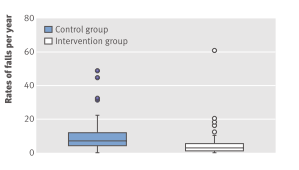 Rates of falls per year
80
60
40
20
0
Control group
Intervention group